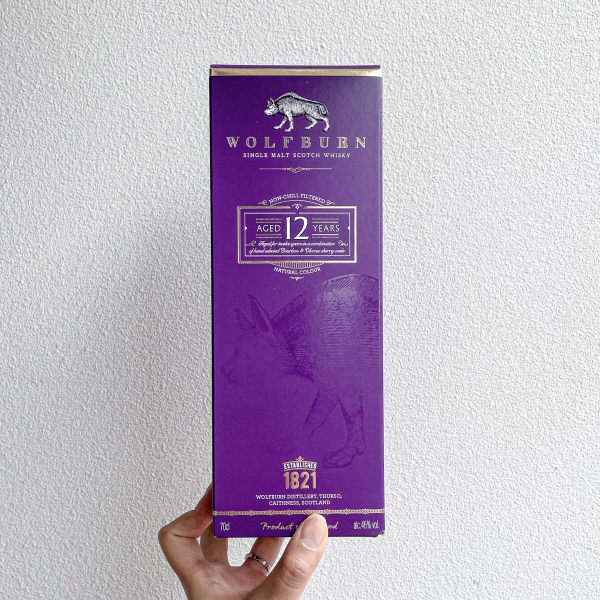 WOLFBURN
SINGLE MALT SCOTCH WHISKY
NON-CHILL FILTERED
AGED 12 YEARS
Aged for twelve years in a combination
of hand-selected Bourbon & Oloroso sherry casks
NATURAL COLOUR
ESTABLISHED
1821
WOLFBURN DISTILLERY, THURSO,
CAITHNESS, SCOTLAND
70cl Product alc.46% vol.